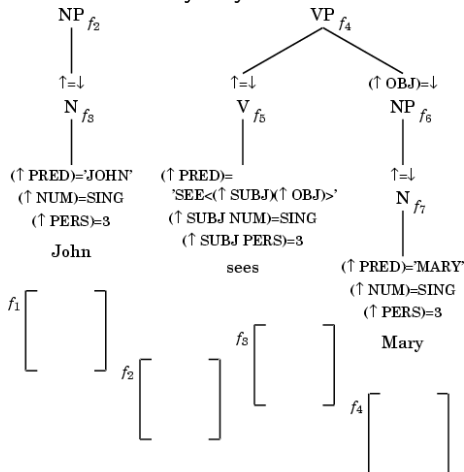 NP f2 VP f4
↑=↓ ↑=↓ (↑ OBJ)=↓
N f3 V f5 NP f6
(↑ PRED)='JOHN' (↑ PRED)= ↑=↓
(↑ NUM)=SING 'SEE<(↑ SUBJ)(↑ OBJ)>' N f7
(↑ PERS)=3 (↑ SUBJ NUM)=SING
John (↑ SUBJ PERS)=3
sees (↑ PRED)='MARY'
(↑ NUM)=SING
(↑ PERS)=3
Mary
f1
f2
f3
f4